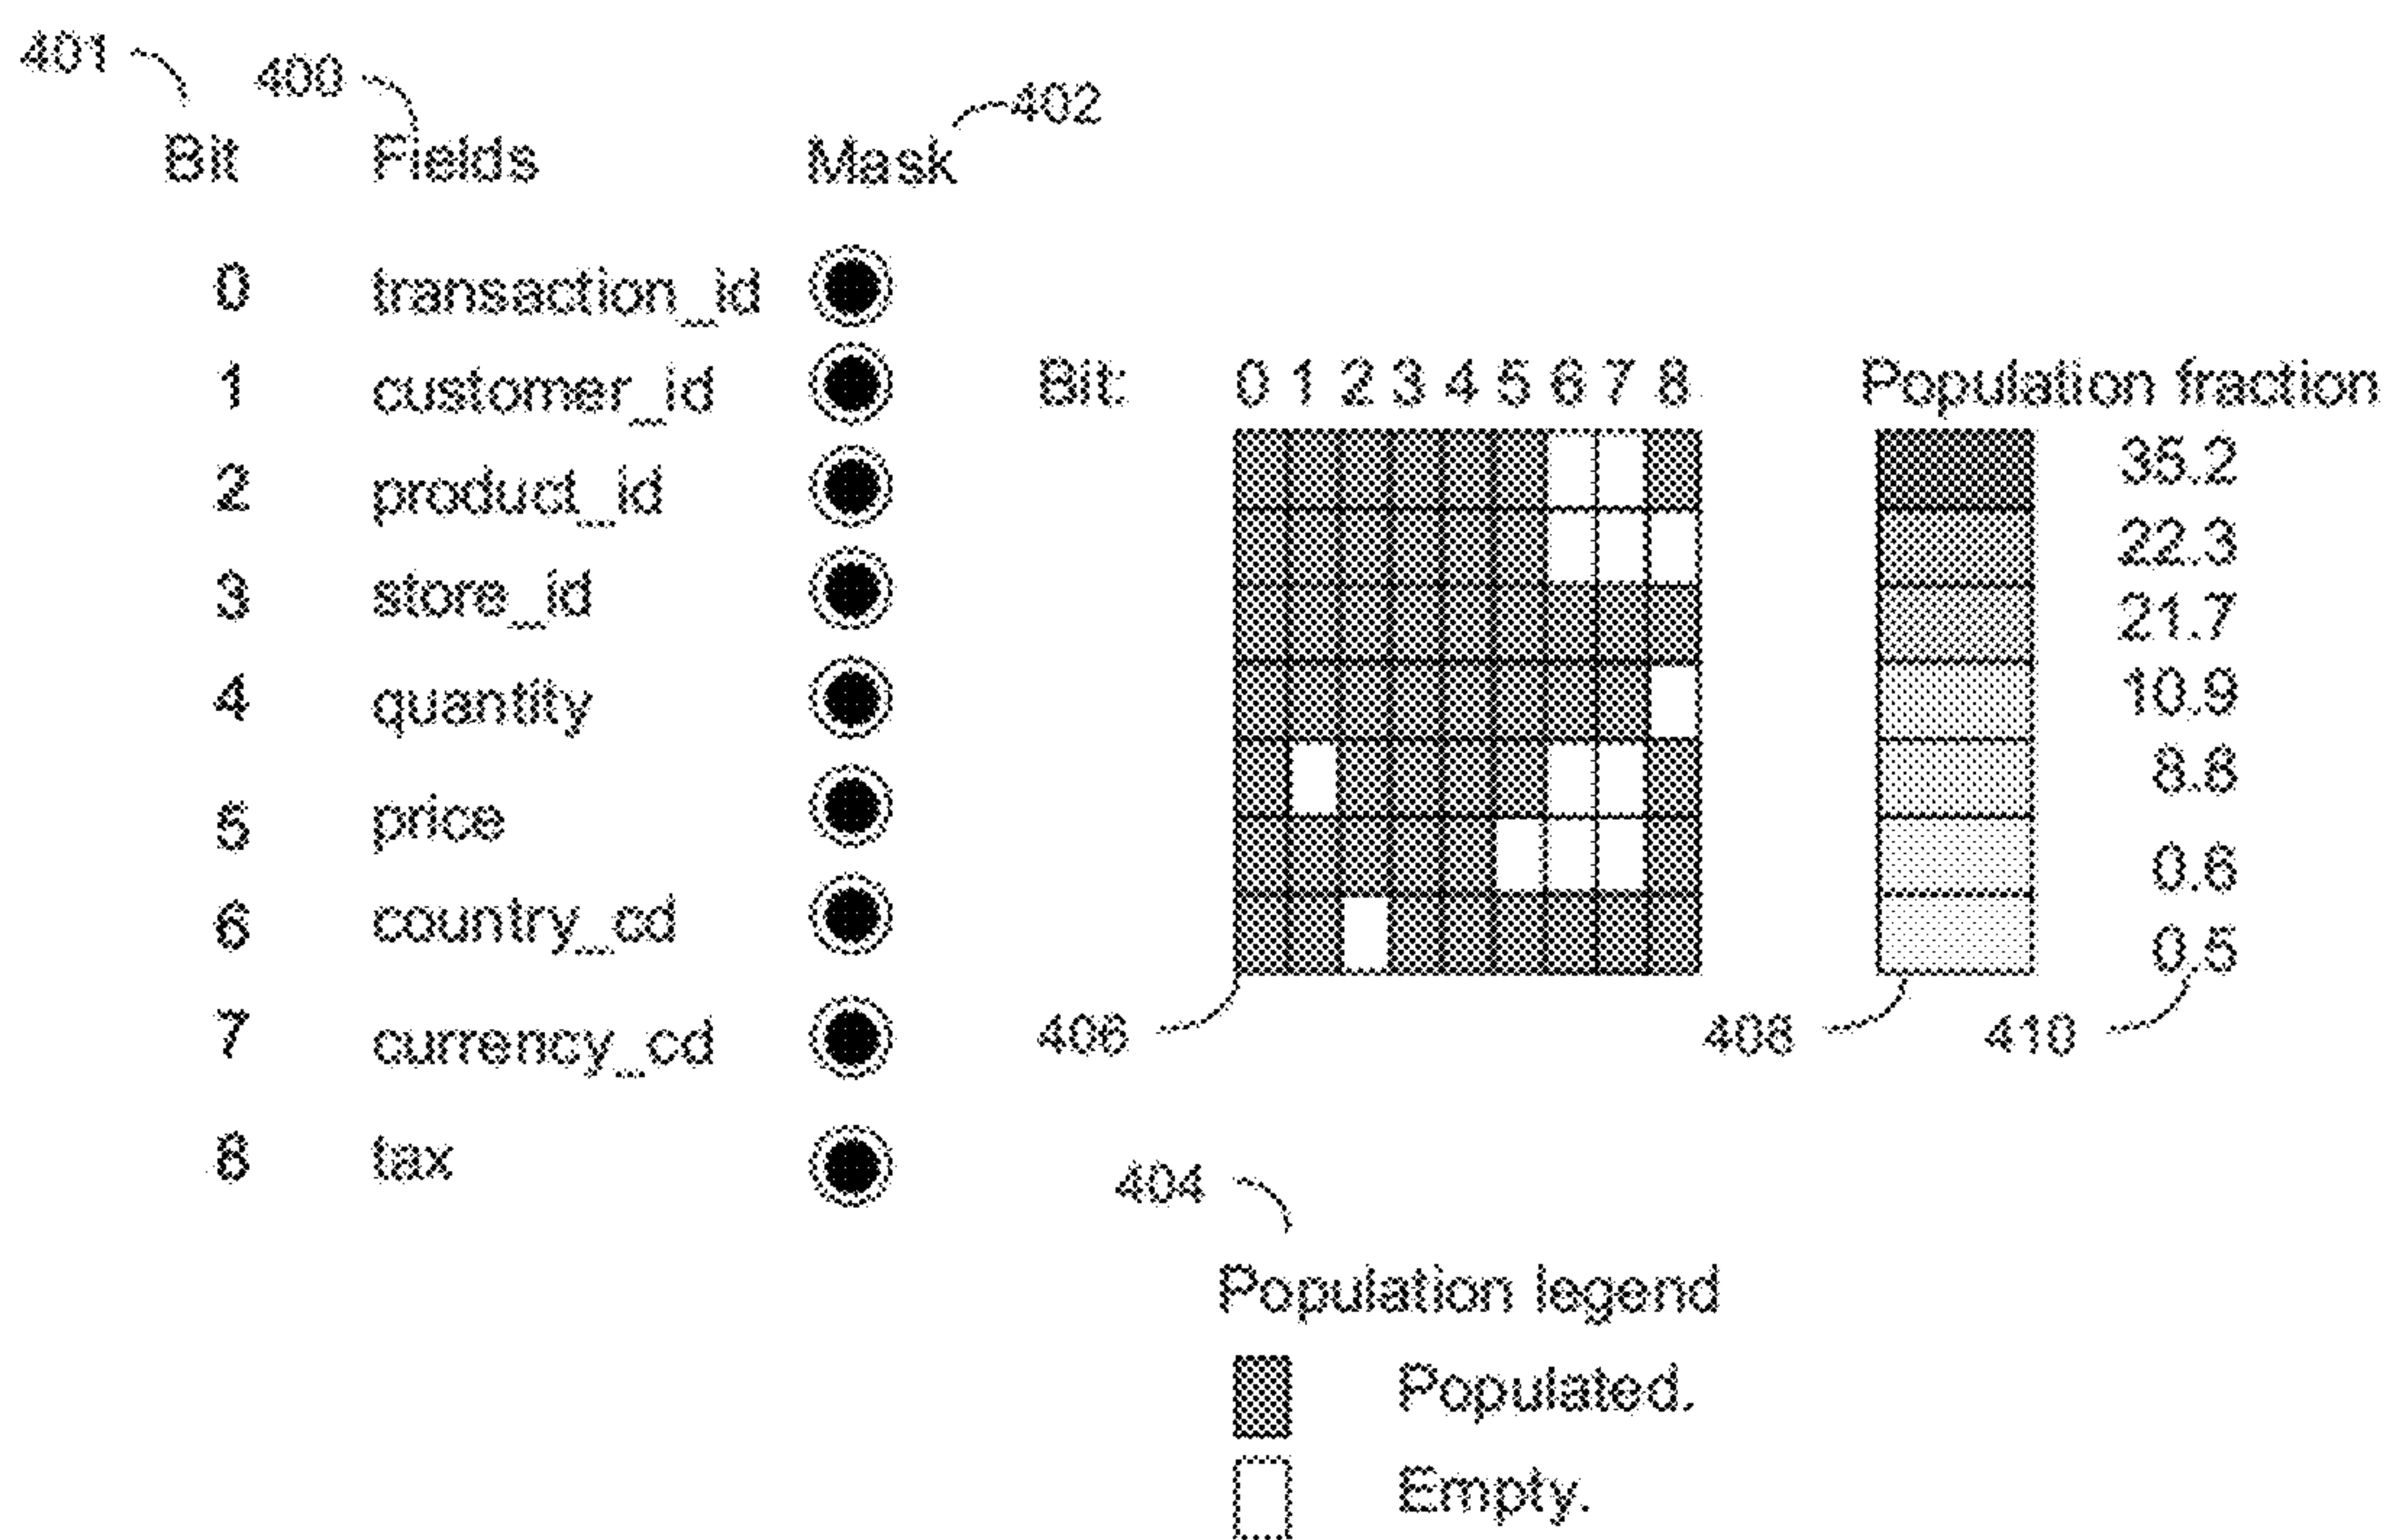 401 400 402
Bit Fields Mask
0 transaction_id
1 customer_id
2 product_id
3 store_id
4 quantity
5 price
6 country_cd
7 currency_cd
8 tax
Bit: 0 1 2 3 4 5 6 7 8
Population fraction
35.2
22.3
21.7
10.9
8.8
0.6
0.5
406 408 410
404
Population legend
Populated.
Empty.